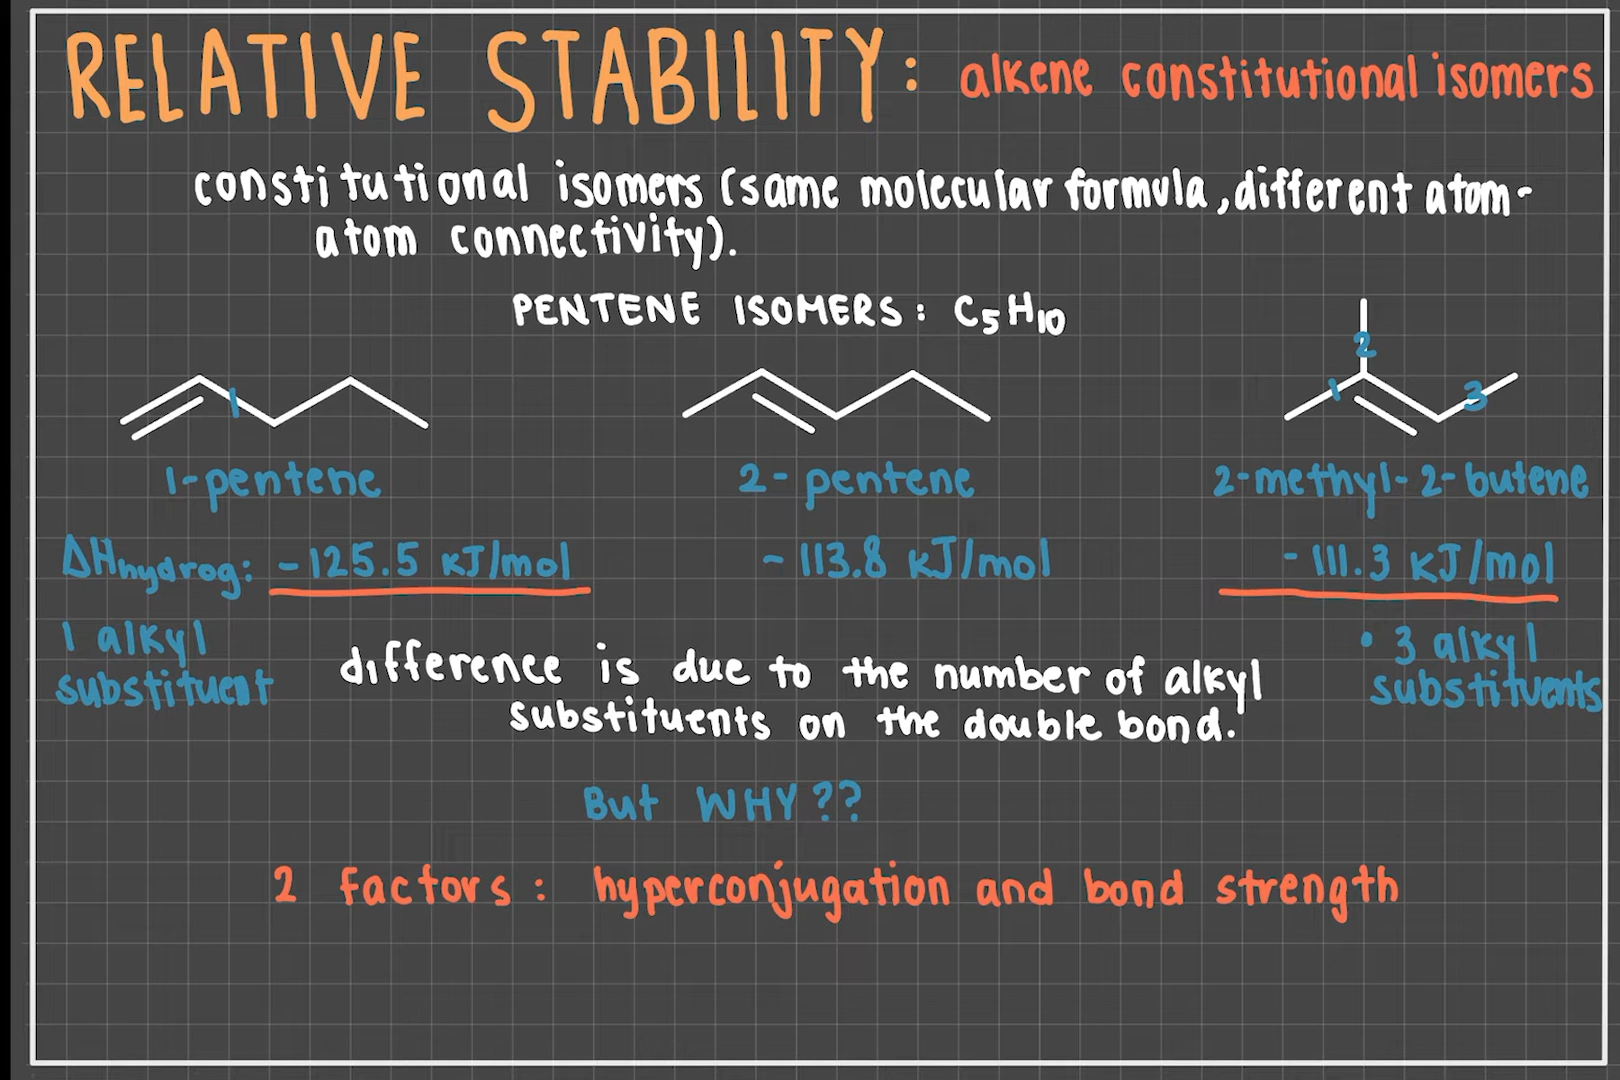 RELATIVE STABILITY: alkene constitutional isomers
constitutional isomers (same molecular formula, different atom-
atom connectivity).
PENTENE ISOMERS: C₅H₁₀
1
2
1
3
1-pentene
2-pentene
2-methyl-2-butene
ΔHhydrog: -125.5 kJ/mol
-113.8 kJ/mol
-111.3 kJ/mol
1 alkyl
substituent
difference is due to the number of alkyl
substituents on the double bond.
• 3 alkyl
substituents
But WHY??
2 factors: hyperconjugation and bond strength